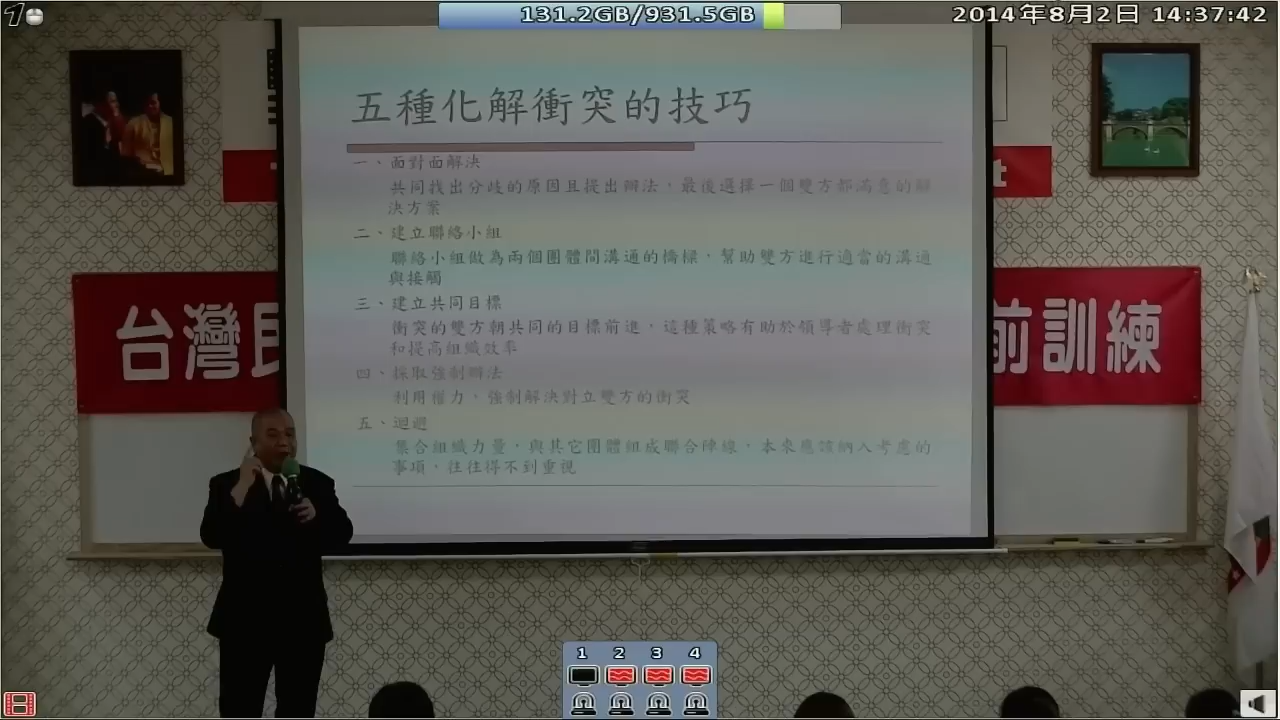 131.2GB/931.5GB
2014年8月2日 14:37:42
五種化解衝突的技巧
一、面對面解決
共同找出分歧的原因且提出辦法，最後選擇一個雙方都滿意的解
決方案
二、建立聯絡小組
聯絡小組做為兩個團體間溝通的橋樑，幫助雙方進行適當的溝通
與接觸
三、建立共同目標
衝突的雙方朝共同的目標前進，這種策略有助於領導者處理衝突
和提高組織效率
四、採取強制辦法
利用權力，強制解決對立雙方的衝突
五、迴避
集合組織力量，與其它團體組成聯合陣線，本來應該納入考慮的
事項，往往得不到重視
t
台灣民
前訓練
1 2 3 4